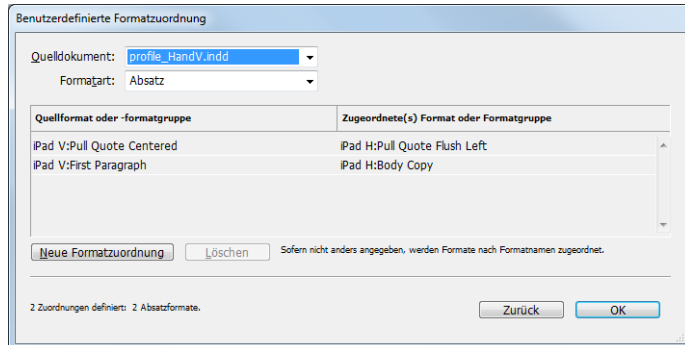 Benutzerdefinierte Formatzuordnung
Quelldokument: profile_HandV.indd
Formatart: Absatz
Quellformat oder -formatgruppe Zugeordnete(s) Format oder Formatgruppe
iPad V:Pull Quote Centered iPad H:Pull Quote Flush Left
iPad V:First Paragraph iPad H:Body Copy
Neue Formatzuordnung Löschen Sofern nicht anders angegeben, werden Formate nach Formatnamen zugeordnet.
2 Zuordnungen definiert: 2 Absatzformate.
Zurück OK